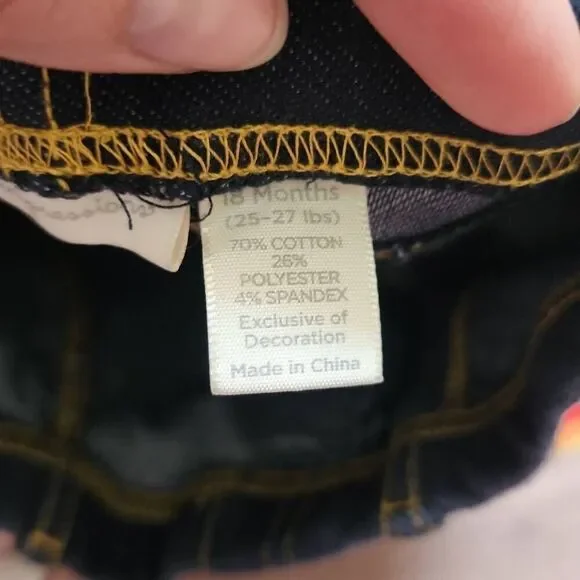 18 Months
(25-27 lbs)
70% COTTON
26%
POLYESTER
4% SPANDEX
Exclusive of
Decoration
Made in China